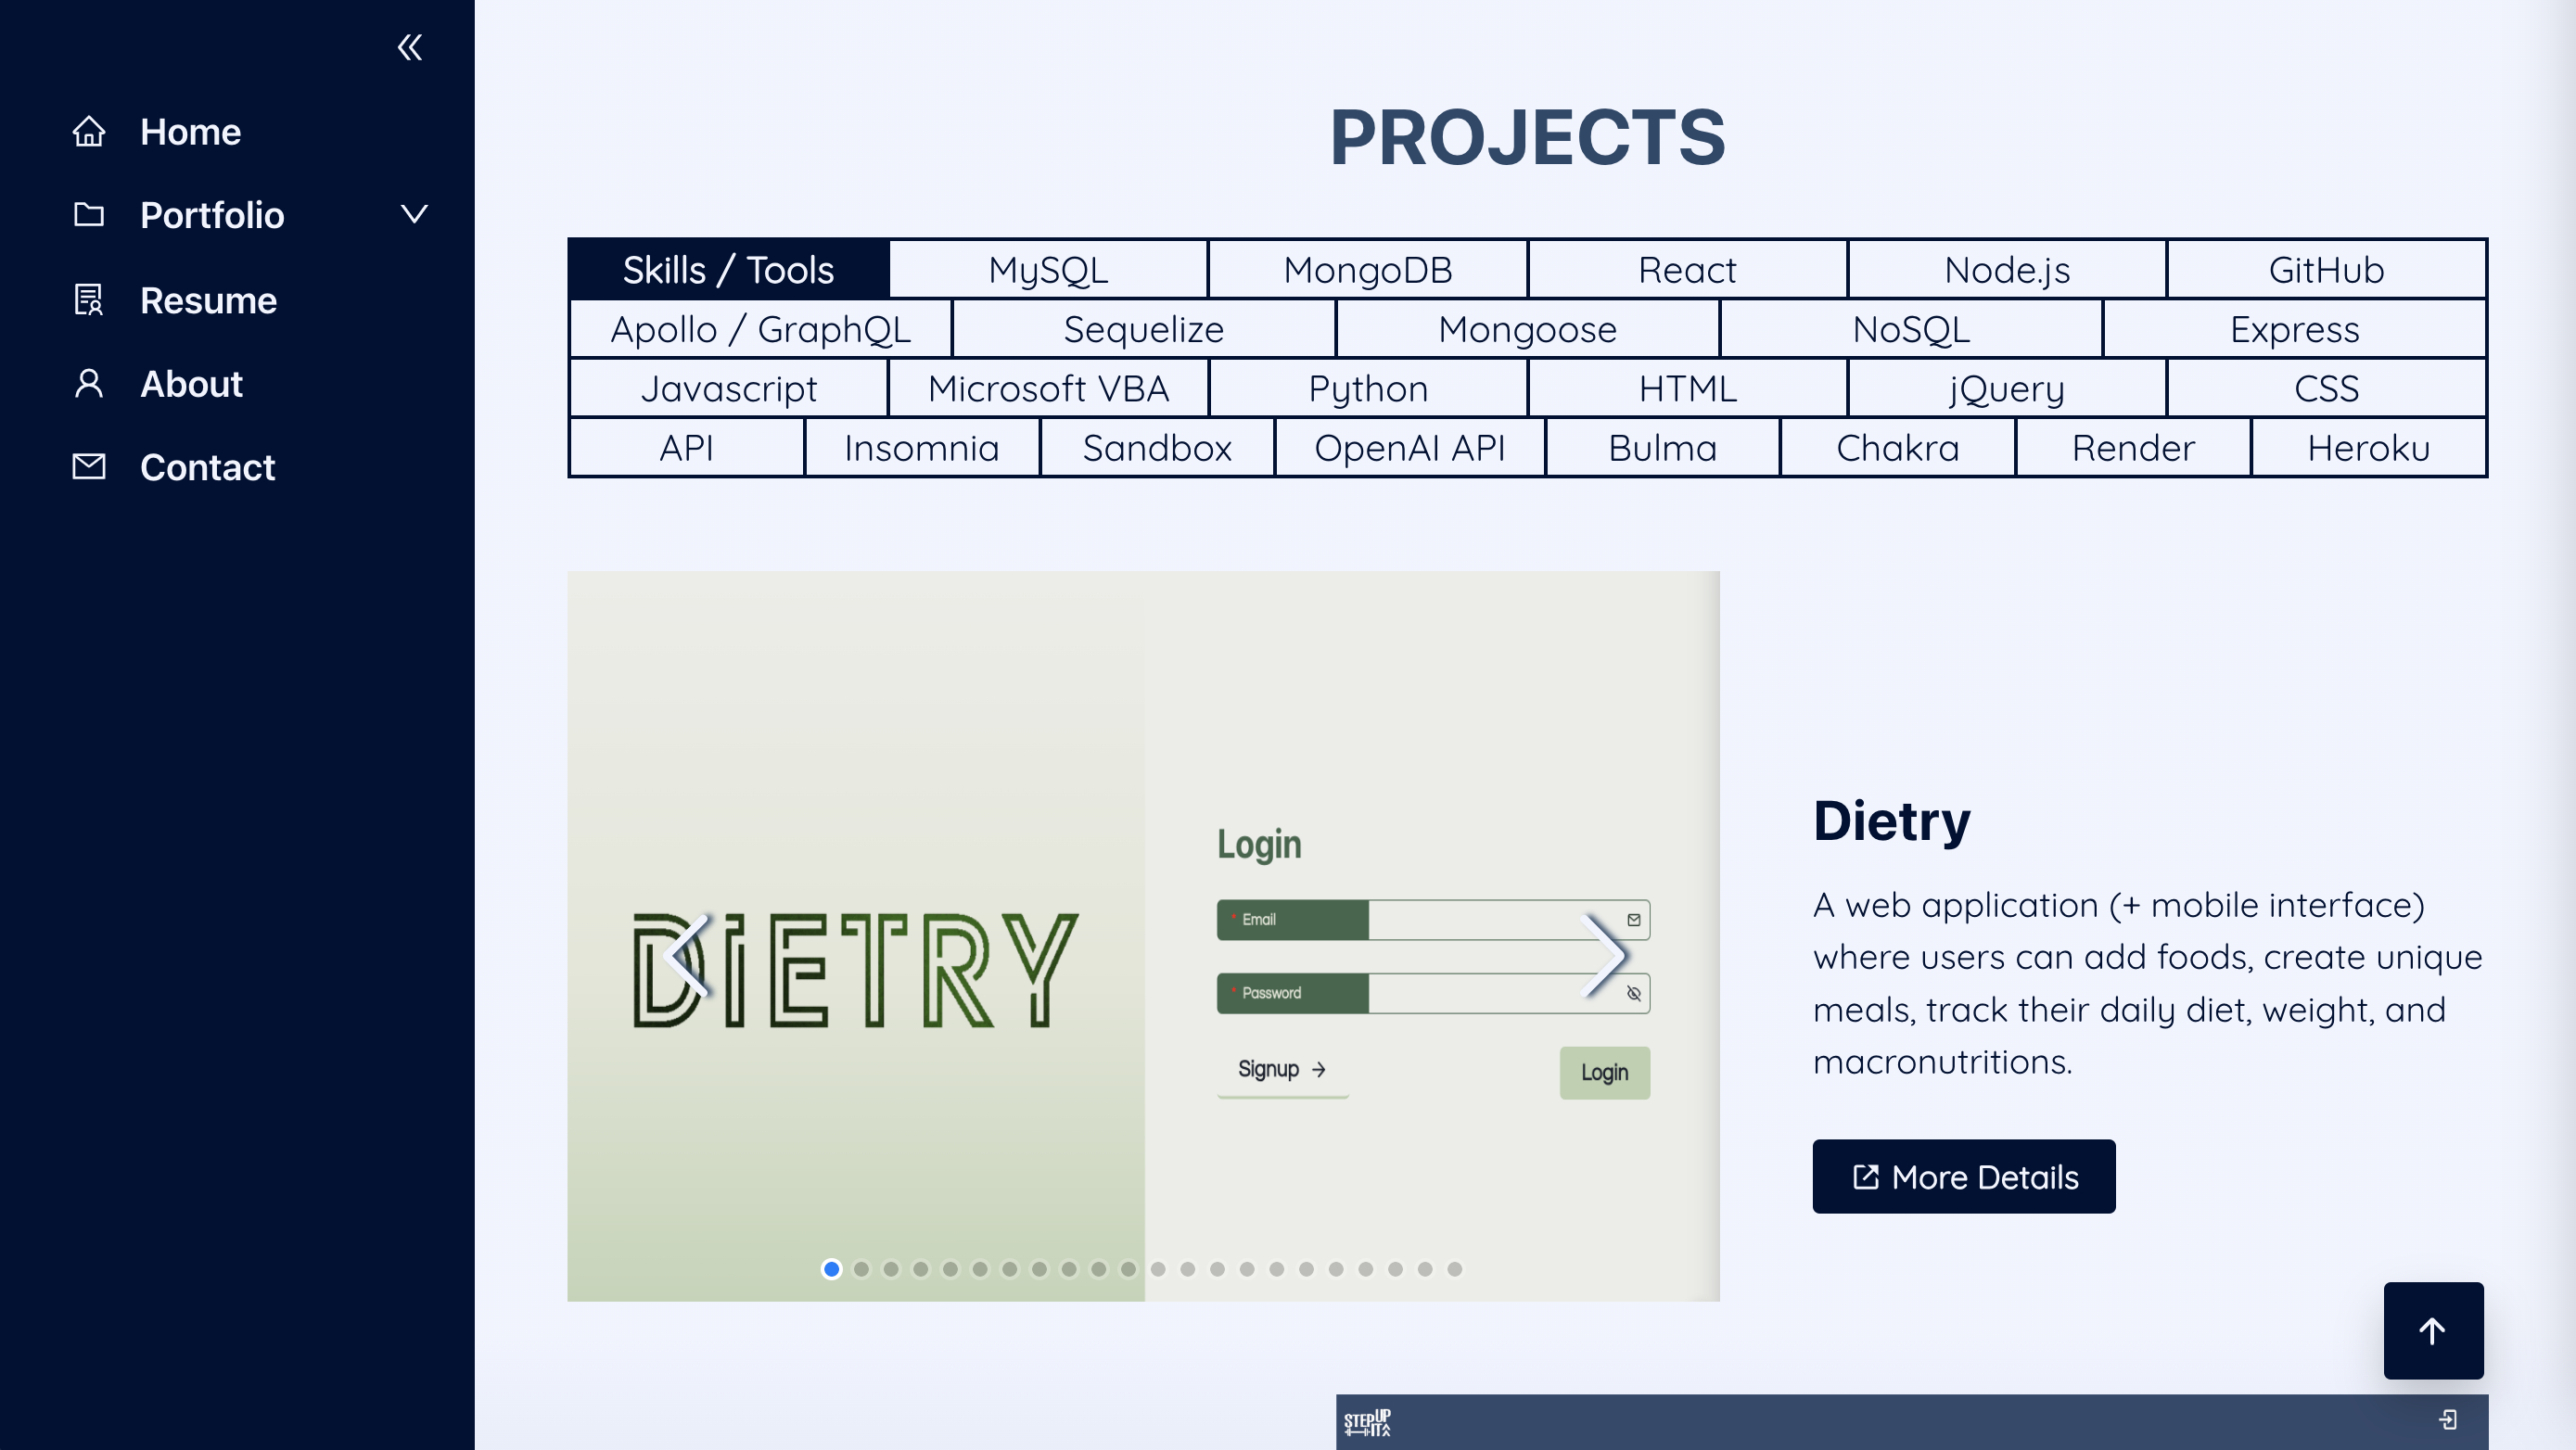 Home
Portfolio
Resume
About
Contact
PROJECTS
Skills / Tools MySQL MongoDB React Node.js GitHub
Apollo / GraphQL Sequelize Mongoose NoSQL Express
Javascript Microsoft VBA Python HTML jQuery CSS
API Insomnia Sandbox OpenAI API Bulma Chakra Render Heroku
DIETRY
Login
* Email
* Password
Signup →
Login
Dietry
A web application (+ mobile interface)
where users can add foods, create unique
meals, track their daily diet, weight, and
macronutritions.
More Details
STEP UP
IT